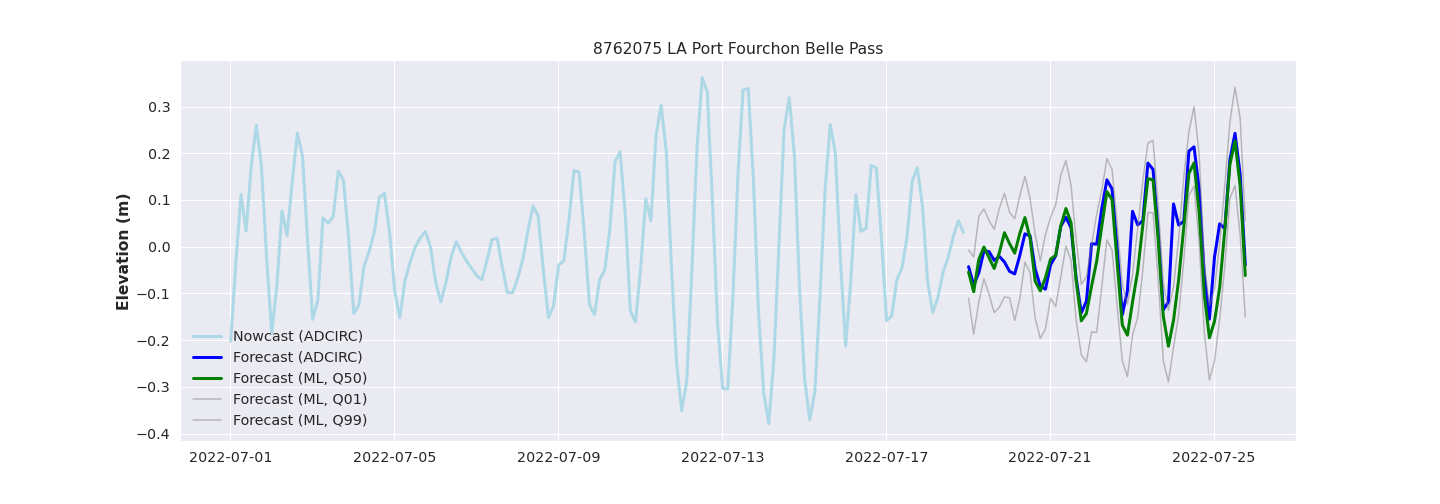 8762075 LA Port Fourchon Belle Pass
Elevation (m)
0.3
0.2
0.1
0.0
−0.1
−0.2
−0.3
−0.4
Nowcast (ADCIRC)
Forecast (ADCIRC)
Forecast (ML, Q50)
Forecast (ML, Q01)
Forecast (ML, Q99)
2022-07-01
2022-07-05
2022-07-09
2022-07-13
2022-07-17
2022-07-21
2022-07-25